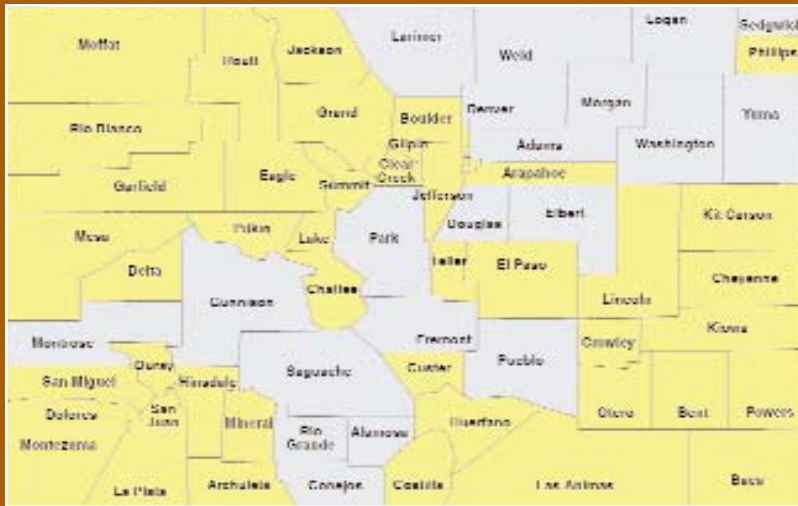 Moffat
Routt
Jackson
Larimer
Weld
Logan
Sedgwick
Phillips
Rio Blanco
Grand
Boulder
Denver
Morgan
Yuma
Gilpin
Adams
Washington
Garfield
Eagle
Summit
Clear
Creek
Arapahoe
Jefferson
Mesa
Pitkin
Lake
Park
Douglas
Elbert
Kit Carson
Delta
Gunnison
Chaffee
Teller
El Paso
Lincoln
Cheyenne
Montrose
Fremont
Pueblo
Crowley
Kiowa
Ouray
San Miguel
Hinsdale
Saguache
Custer
Dolores
San
Juan
Mineral
Rio
Grande
Alamosa
Huerfano
Otero
Bent
Powers
Montezuma
La Plata
Archuleta
Conejos
Costilla
Las Animas
Baca